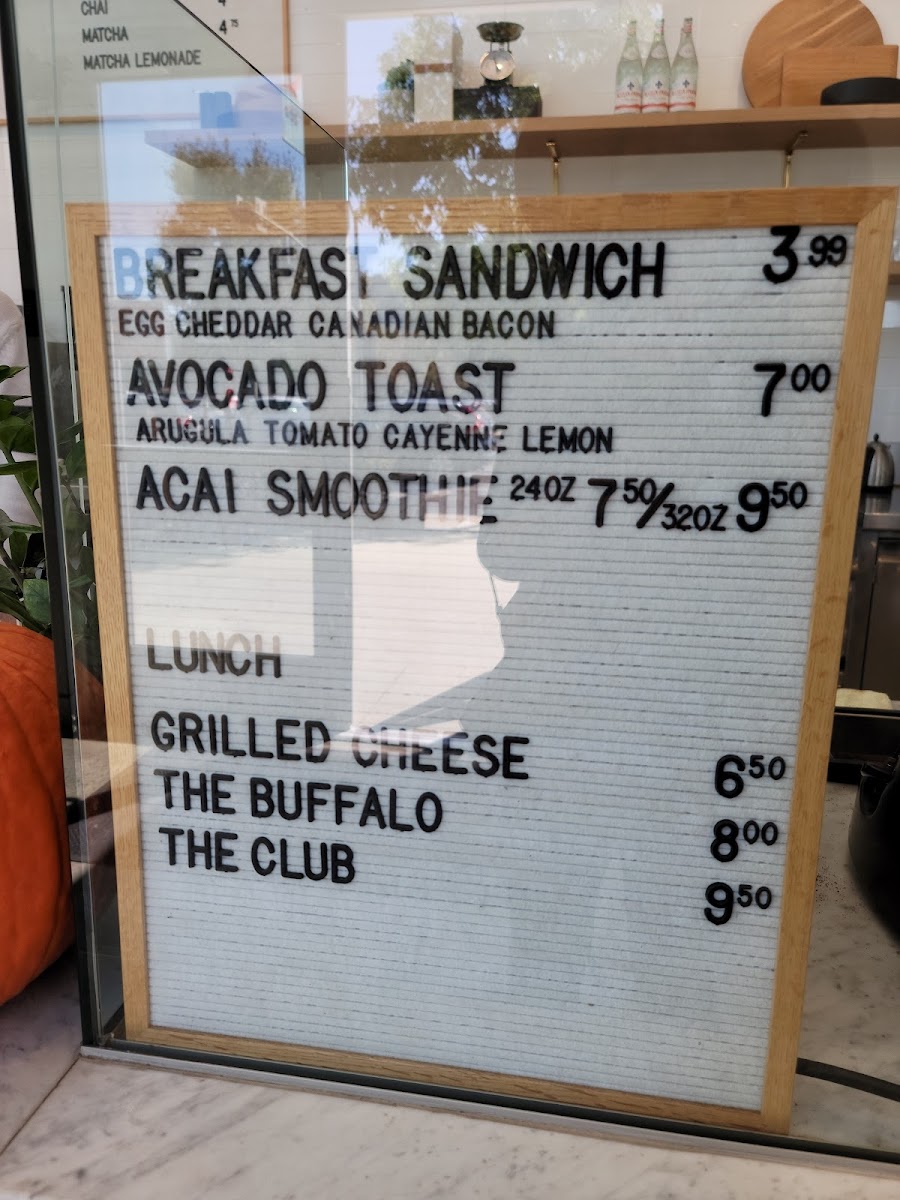 CHAI
MATCHA 4 75
MATCHA LEMONADE
BREAKFAST SANDWICH 3 99
EGG CHEDDAR CANADIAN BACON
AVOCADO TOAST 7 00
ARUGULA TOMATO CAYENNE LEMON
ACAI SMOOTHIE 24OZ 7 50/32OZ 9 50
LUNCH
GRILLED CHEESE 6 50
THE BUFFALO 8 00
THE CLUB 9 50